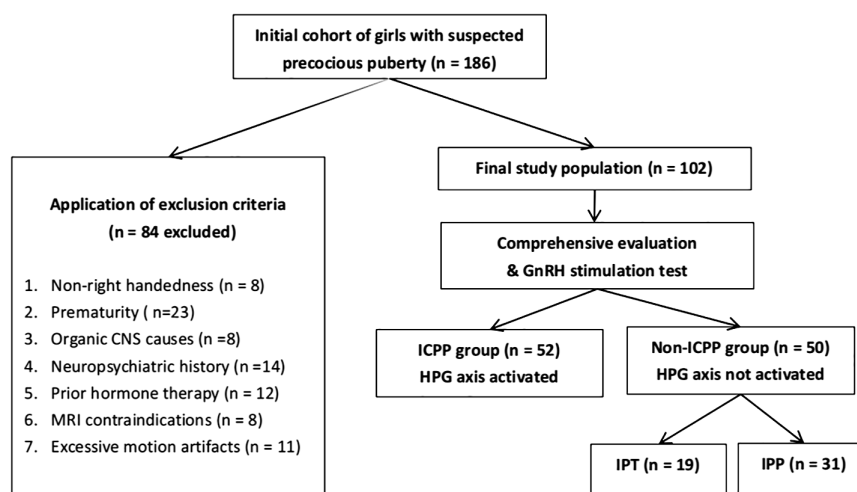 Initial cohort of girls with suspected
precocious puberty (n = 186)
Application of exclusion criteria
(n = 84 excluded)
1. Non-right handedness (n = 8)
2. Prematurity ( n=23)
3. Organic CNS causes (n =8)
4. Neuropsychiatric history (n =14)
5. Prior hormone therapy (n = 12)
6. MRI contraindications (n = 8)
7. Excessive motion artifacts (n = 11)
Final study population (n = 102)
Comprehensive evaluation
& GnRH stimulation test
ICPP group (n = 52)
HPG axis activated
Non-ICPP group (n = 50)
HPG axis not activated
IPT (n = 19)
IPP (n = 31)